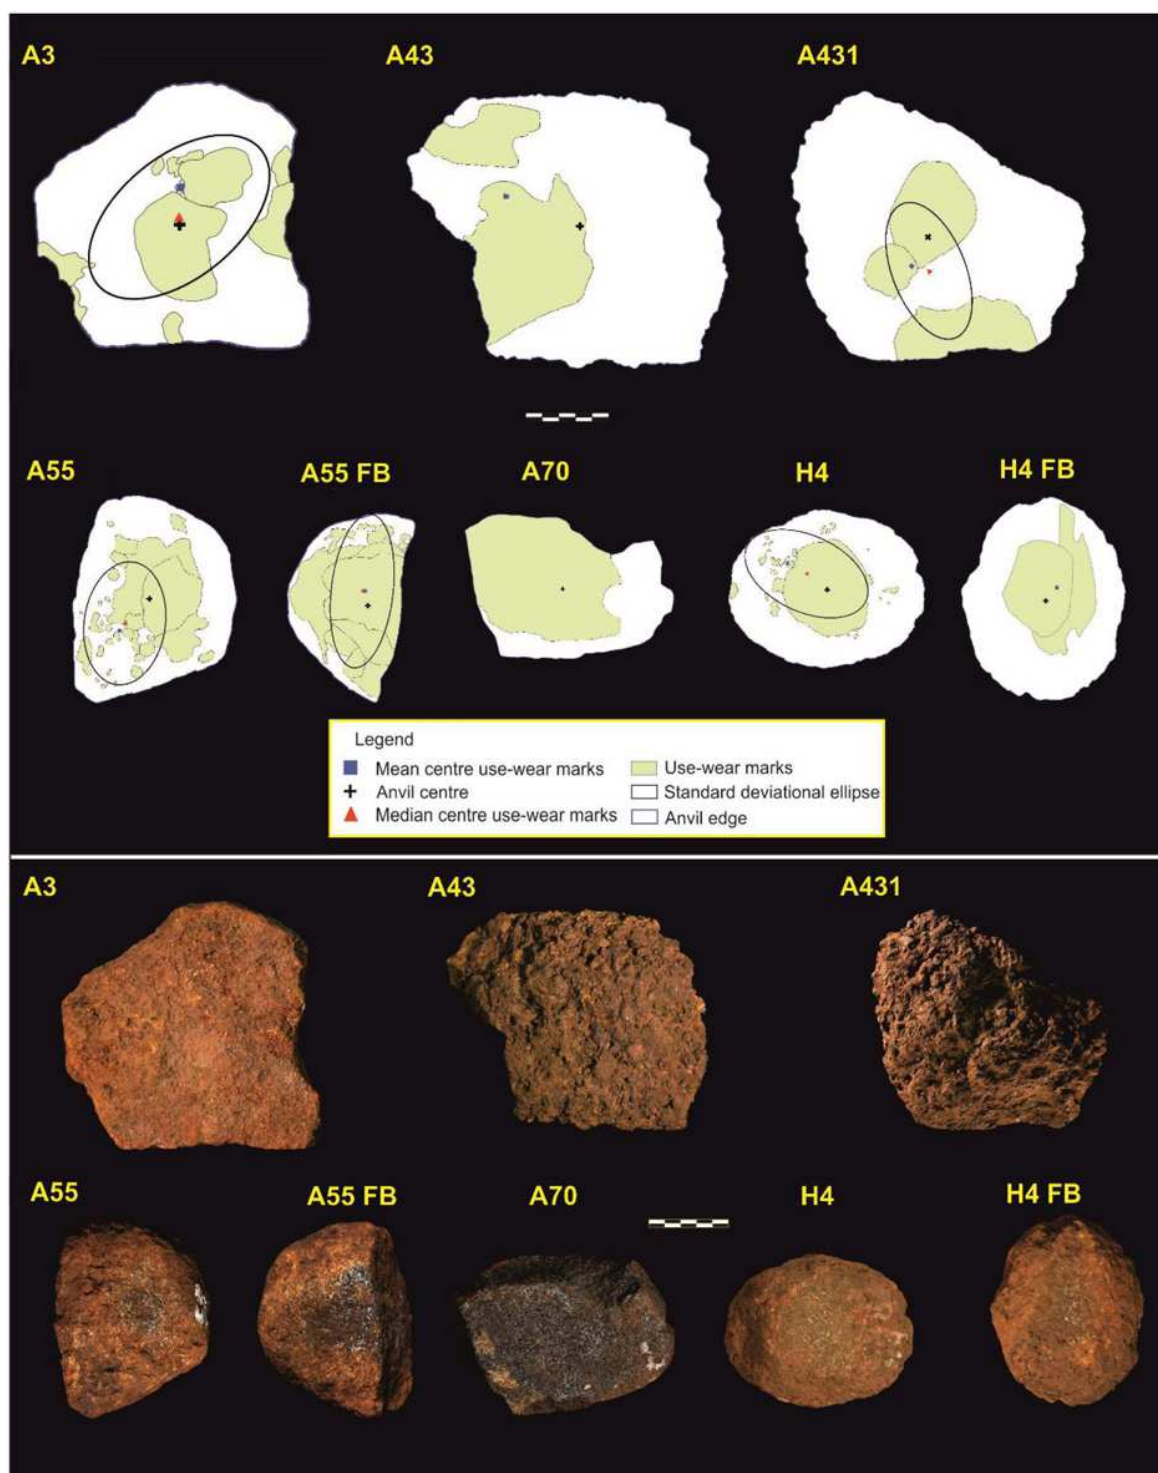 A3 A43 A431
A55 A55 FB A70 H4 H4 FB
Legend
Mean centre use-wear marks
Anvil centre
Median centre use-wear marks
Use-wear marks
Standard deviational ellipse
Anvil edge
A3 A43 A431
A55 A55 FB A70 H4 H4 FB